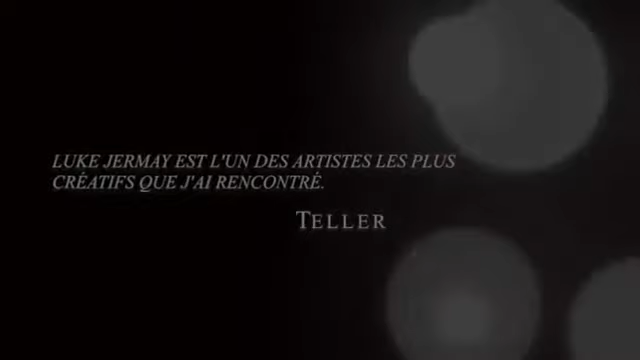 LUKE JERMAY EST L'UN DES ARTISTES LES PLUS
CRÉATIFS QUE J'AI RENCONTRÉ.
TELLER